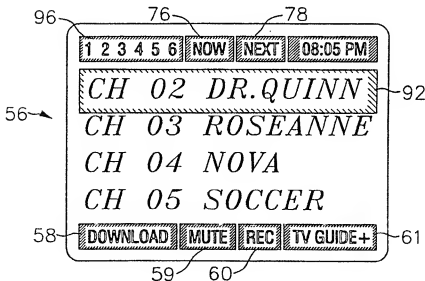 96 76 78
1 2 3 4 5 6 NOW NEXT 08:05 PM
CH 02 DR.QUINN 92
56 CH 03 ROSEANNE
CH 04 NOVA
CH 05 SOCCER
58 DOWNLOAD MUTE REC TV GUIDE+ 61
59 60